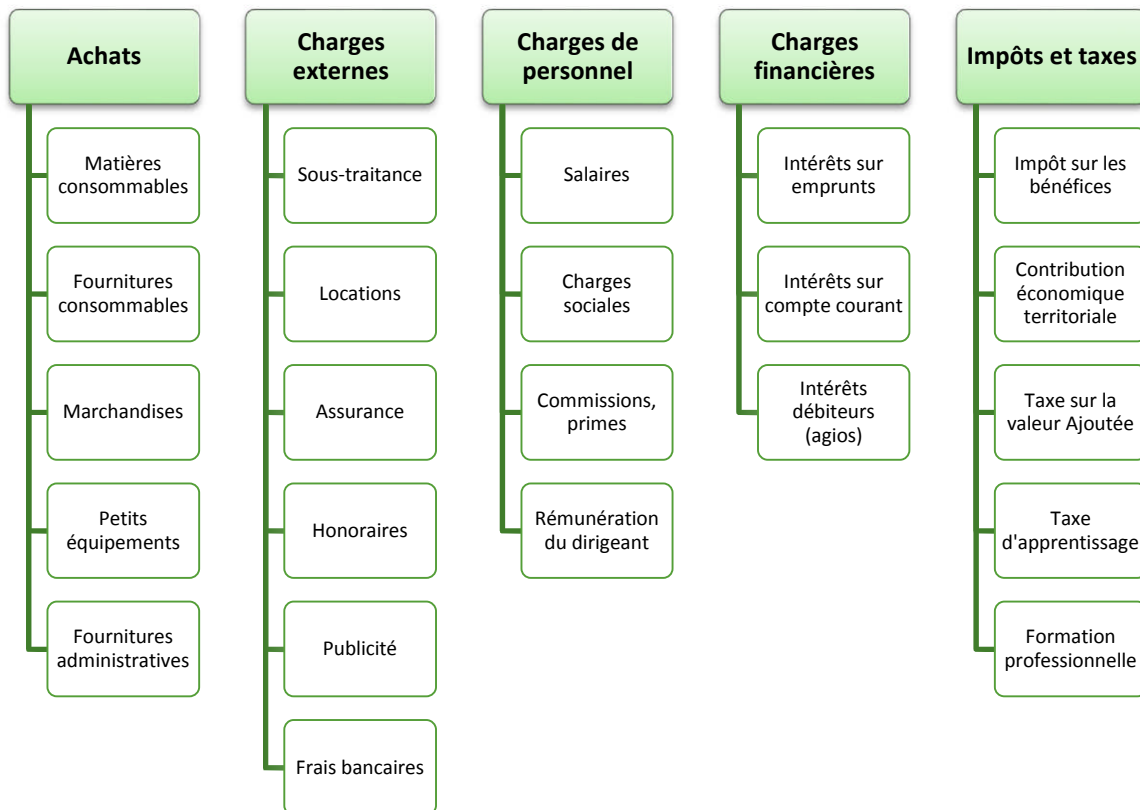 Achats
Matières
consommables
Fournitures
consommables
Marchandises
Petits
équipements
Fournitures
administratives
Charges
externes
Sous-traitance
Locations
Assurance
Honoraires
Publicité
Frais bancaires
Charges de
personnel
Salaires
Charges
sociales
Commissions,
primes
Rémunération
du dirigeant
Charges
financières
Intérêts sur
emprunts
Intérêts sur
compte courant
Intérêts
débiteurs
(agios)
Impôts et taxes
Impôt sur les
bénéfices
Contribution
économique
territoriale
Taxe sur la
valeur Ajoutée
Taxe
d'apprentissage
Formation
professionnelle